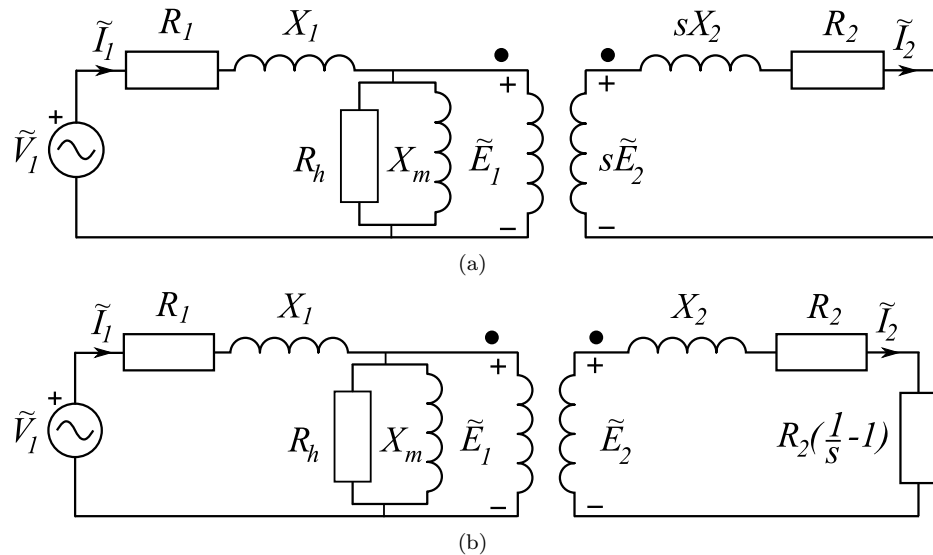 Ĩ1 R1 X1 sX2 R2 Ĩ2
+ + +
Ṽ1 Rh Xm Ẽ1 sẼ2
− −
(a)
Ĩ1 R1 X1 X2 R2 Ĩ2
+ + +
Ṽ1 Rh Xm Ẽ1 Ẽ2 R2(1/s-1)
− −
(b)